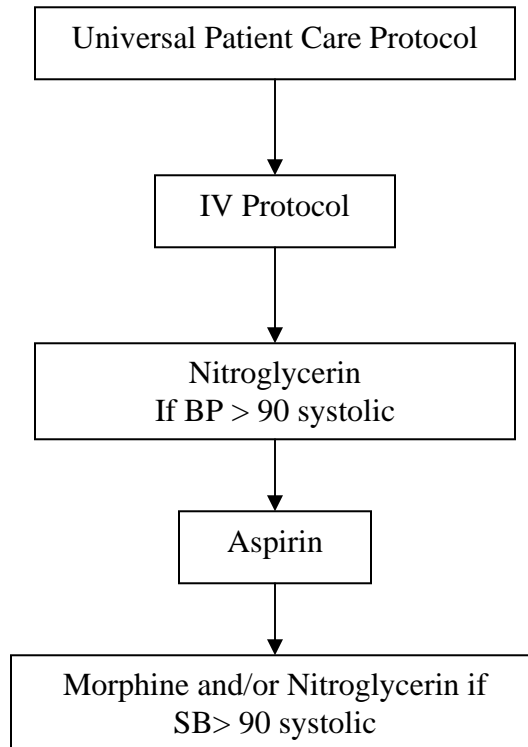 Universal Patient Care Protocol
IV Protocol
Nitroglycerin
If BP > 90 systolic
Aspirin
Morphine and/or Nitroglycerin if
SB> 90 systolic